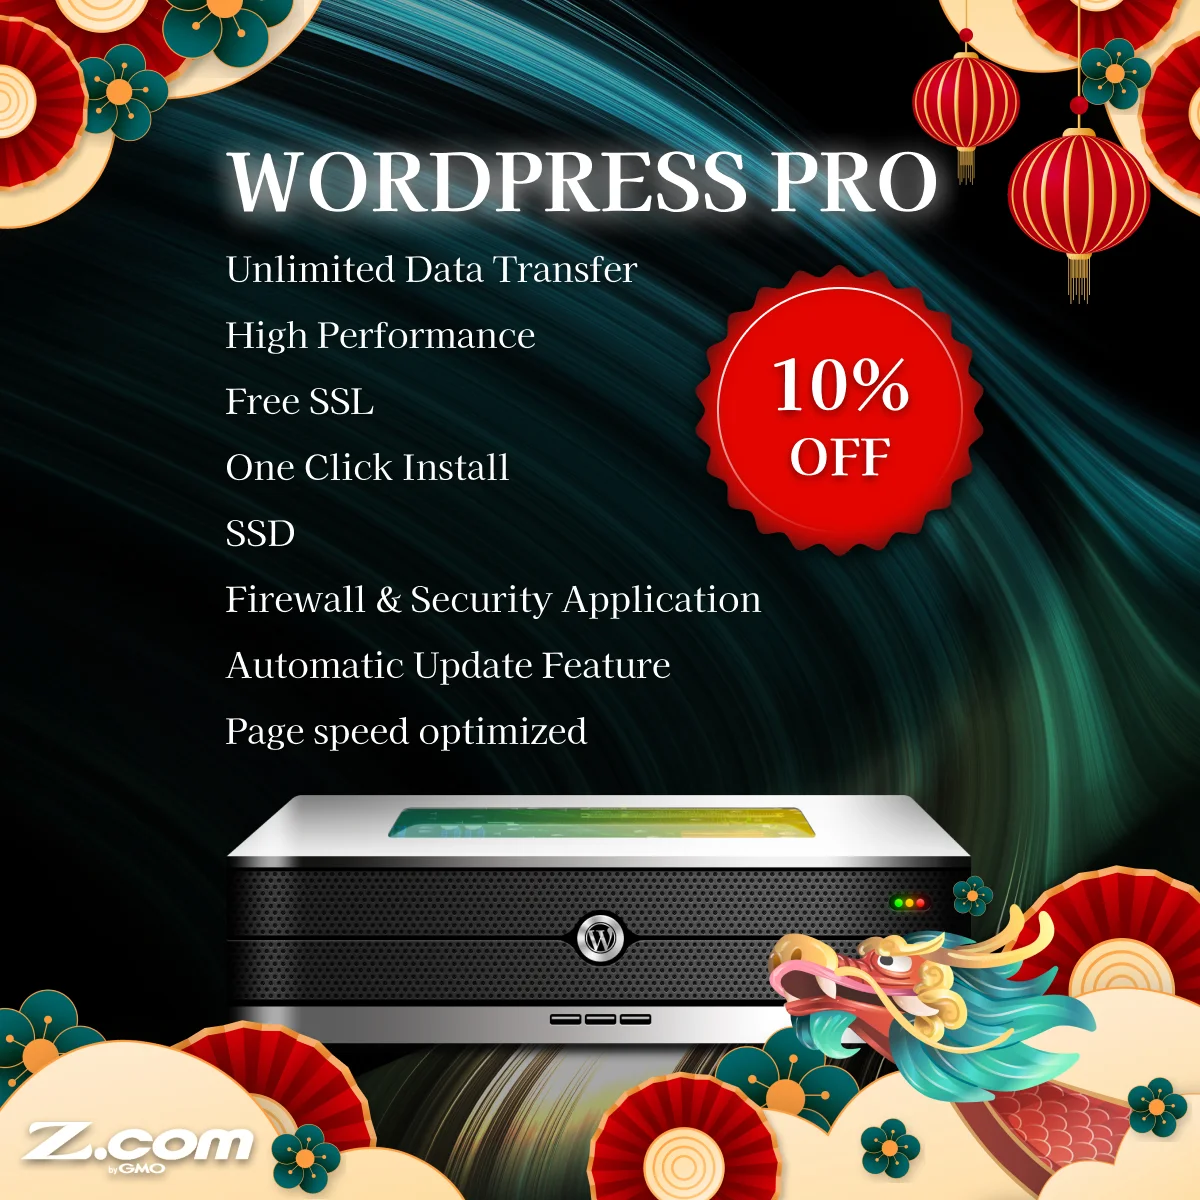 WORDPRESS PRO
Unlimited Data Transfer
High Performance
Free SSL
One Click Install
SSD
Firewall & Security Application
Automatic Update Feature
Page speed optimized
10%
OFF
W
Z.com
by GMO